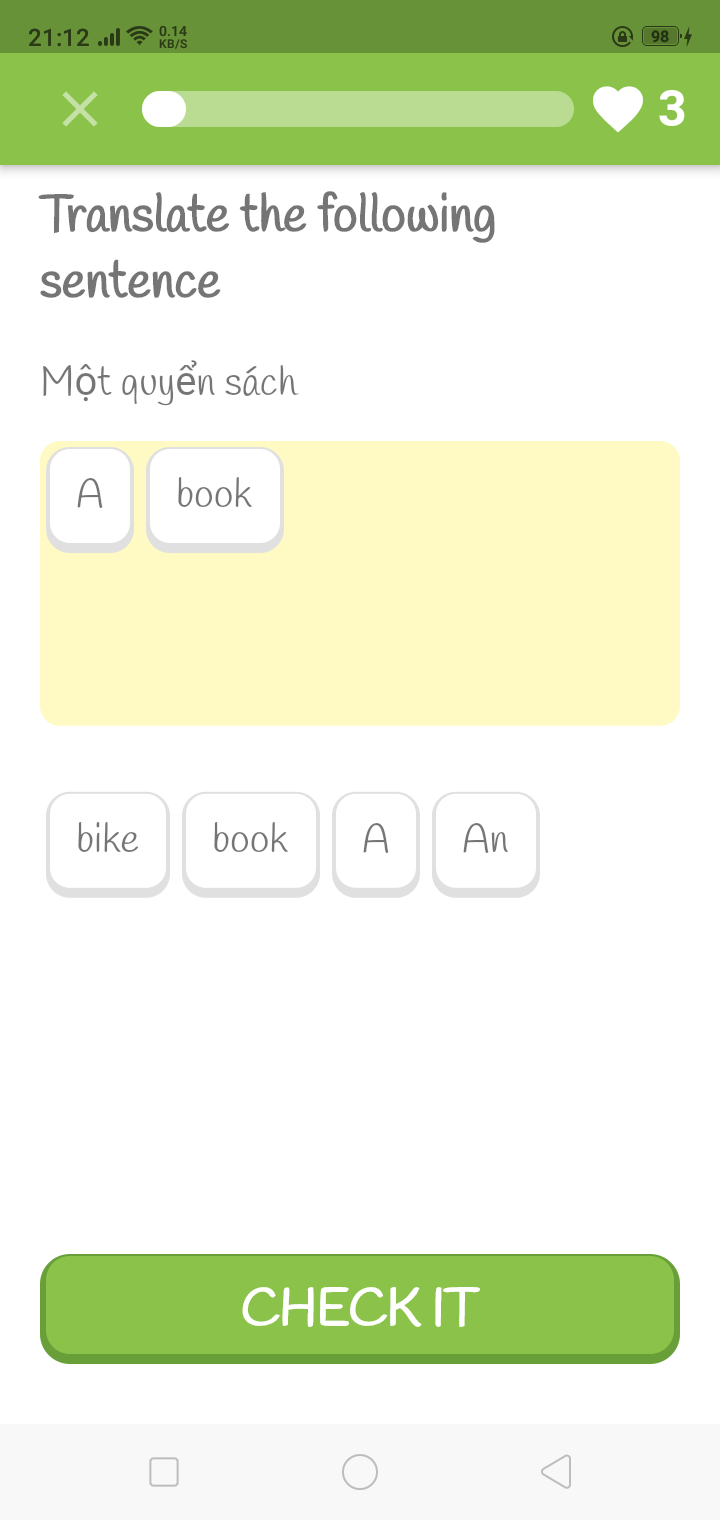 21:12 0.14 KB/S 98
3
Translate the following
sentence
Một quyển sách
A book
bike book A An
CHECK IT